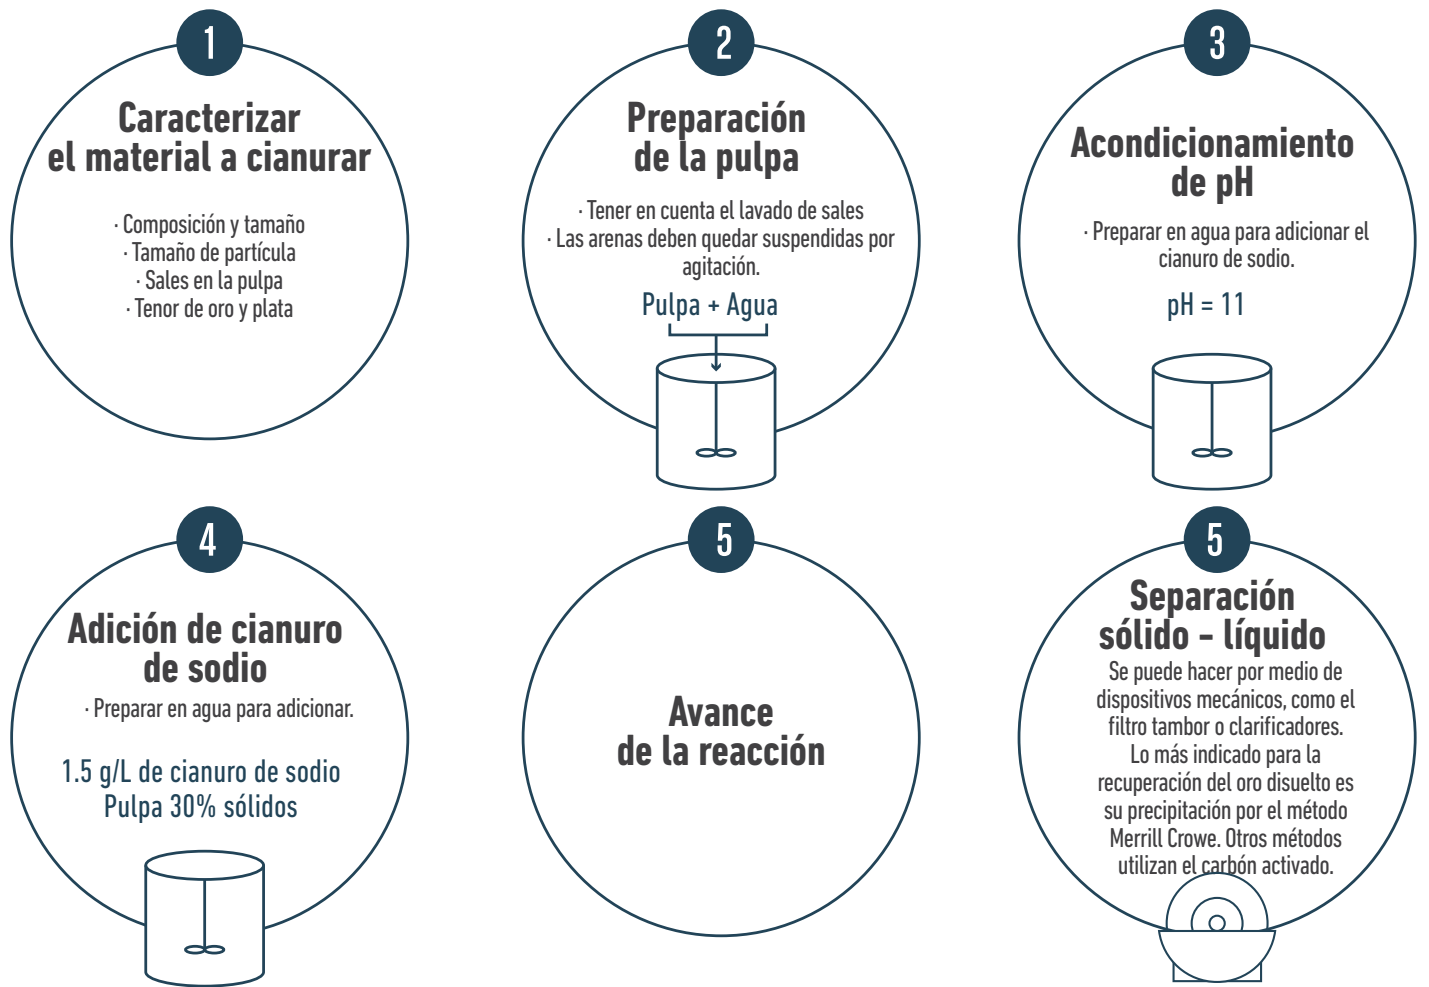 1
Caracterizar
el material a cianurar
· Composición y tamaño
· Tamaño de partícula
· Sales en la pulpa
· Tenor de oro y plata
2
Preparación
de la pulpa
· Tener en cuenta el lavado de sales
· Las arenas deben quedar suspendidas por
agitación.
Pulpa + Agua
3
Acondicionamiento
de pH
· Preparar en agua para adicionar el
cianuro de sodio.
pH = 11
4
Adición de cianuro
de sodio
· Preparar en agua para adicionar.
1.5 g/L de cianuro de sodio
Pulpa 30% sólidos
5
Avance
de la reacción
5
Separación
sólido - líquido
Se puede hacer por medio de
dispositivos mecánicos, como el
filtro tambor o clarificadores.
Lo más indicado para la
recuperación del oro disuelto es
su precipitación por el método
Merrill Crowe. Otros métodos
utilizan el carbón activado.